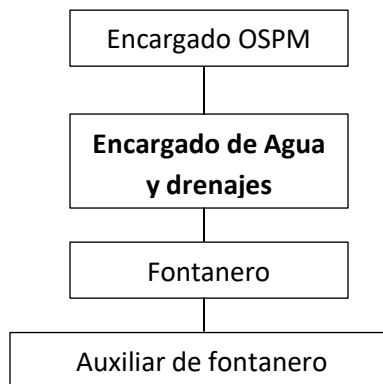 Encargado OSPM
Encargado de Agua
y drenajes
Fontanero
Auxiliar de fontanero